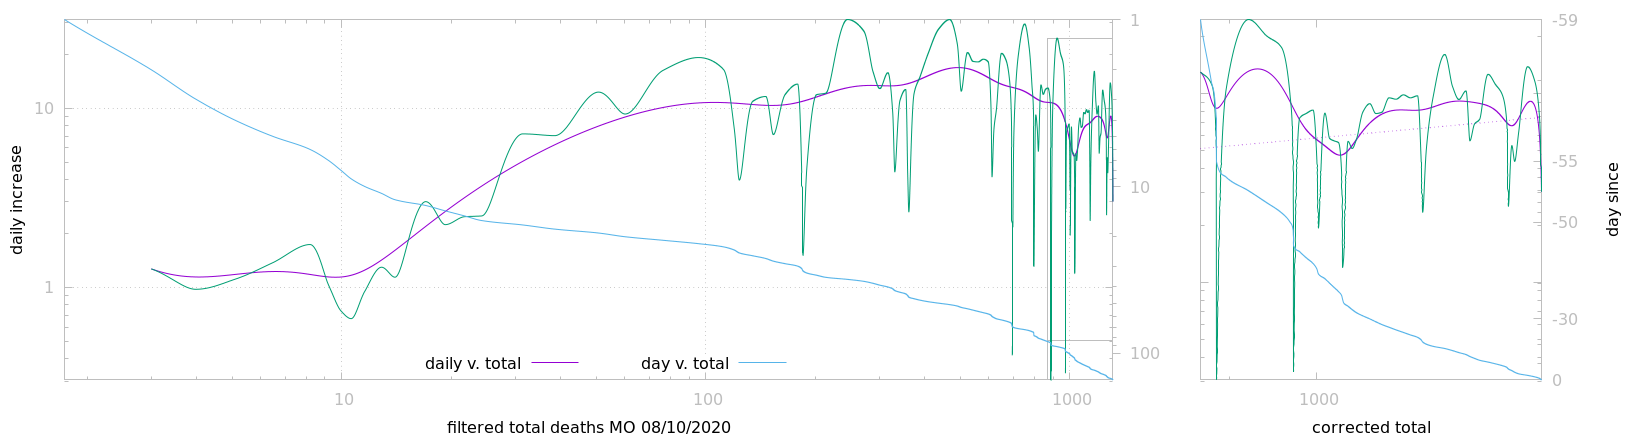 1
-59
10
-55
10
-50
1
-30
daily v. total
day v. total
100
0
10
100
1000
1000
filtered total deaths MO 08/10/2020
corrected total
daily increase
day since